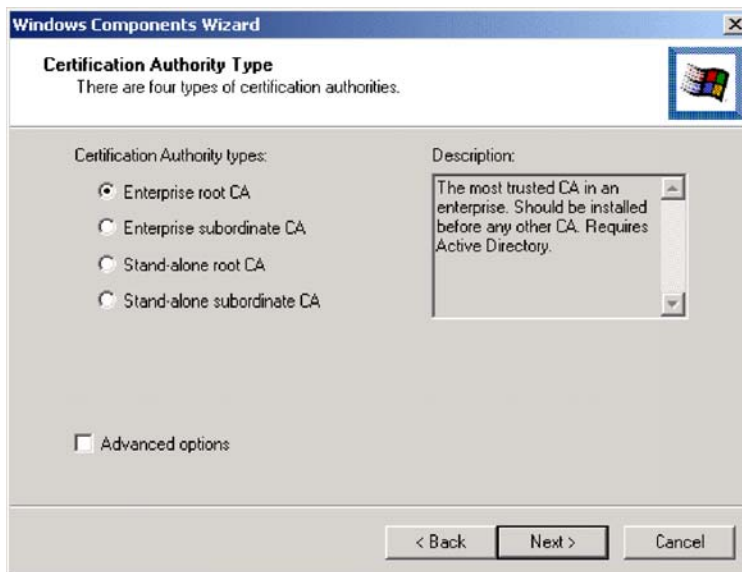 Windows Components Wizard
Certification Authority Type
There are four types of certification authorities.
Certification Authority types:
Enterprise root CA
Enterprise subordinate CA
Stand-alone root CA
Stand-alone subordinate CA
Description:
The most trusted CA in an
enterprise. Should be installed
before any other CA. Requires
Active Directory.
Advanced options
< Back
Next >
Cancel